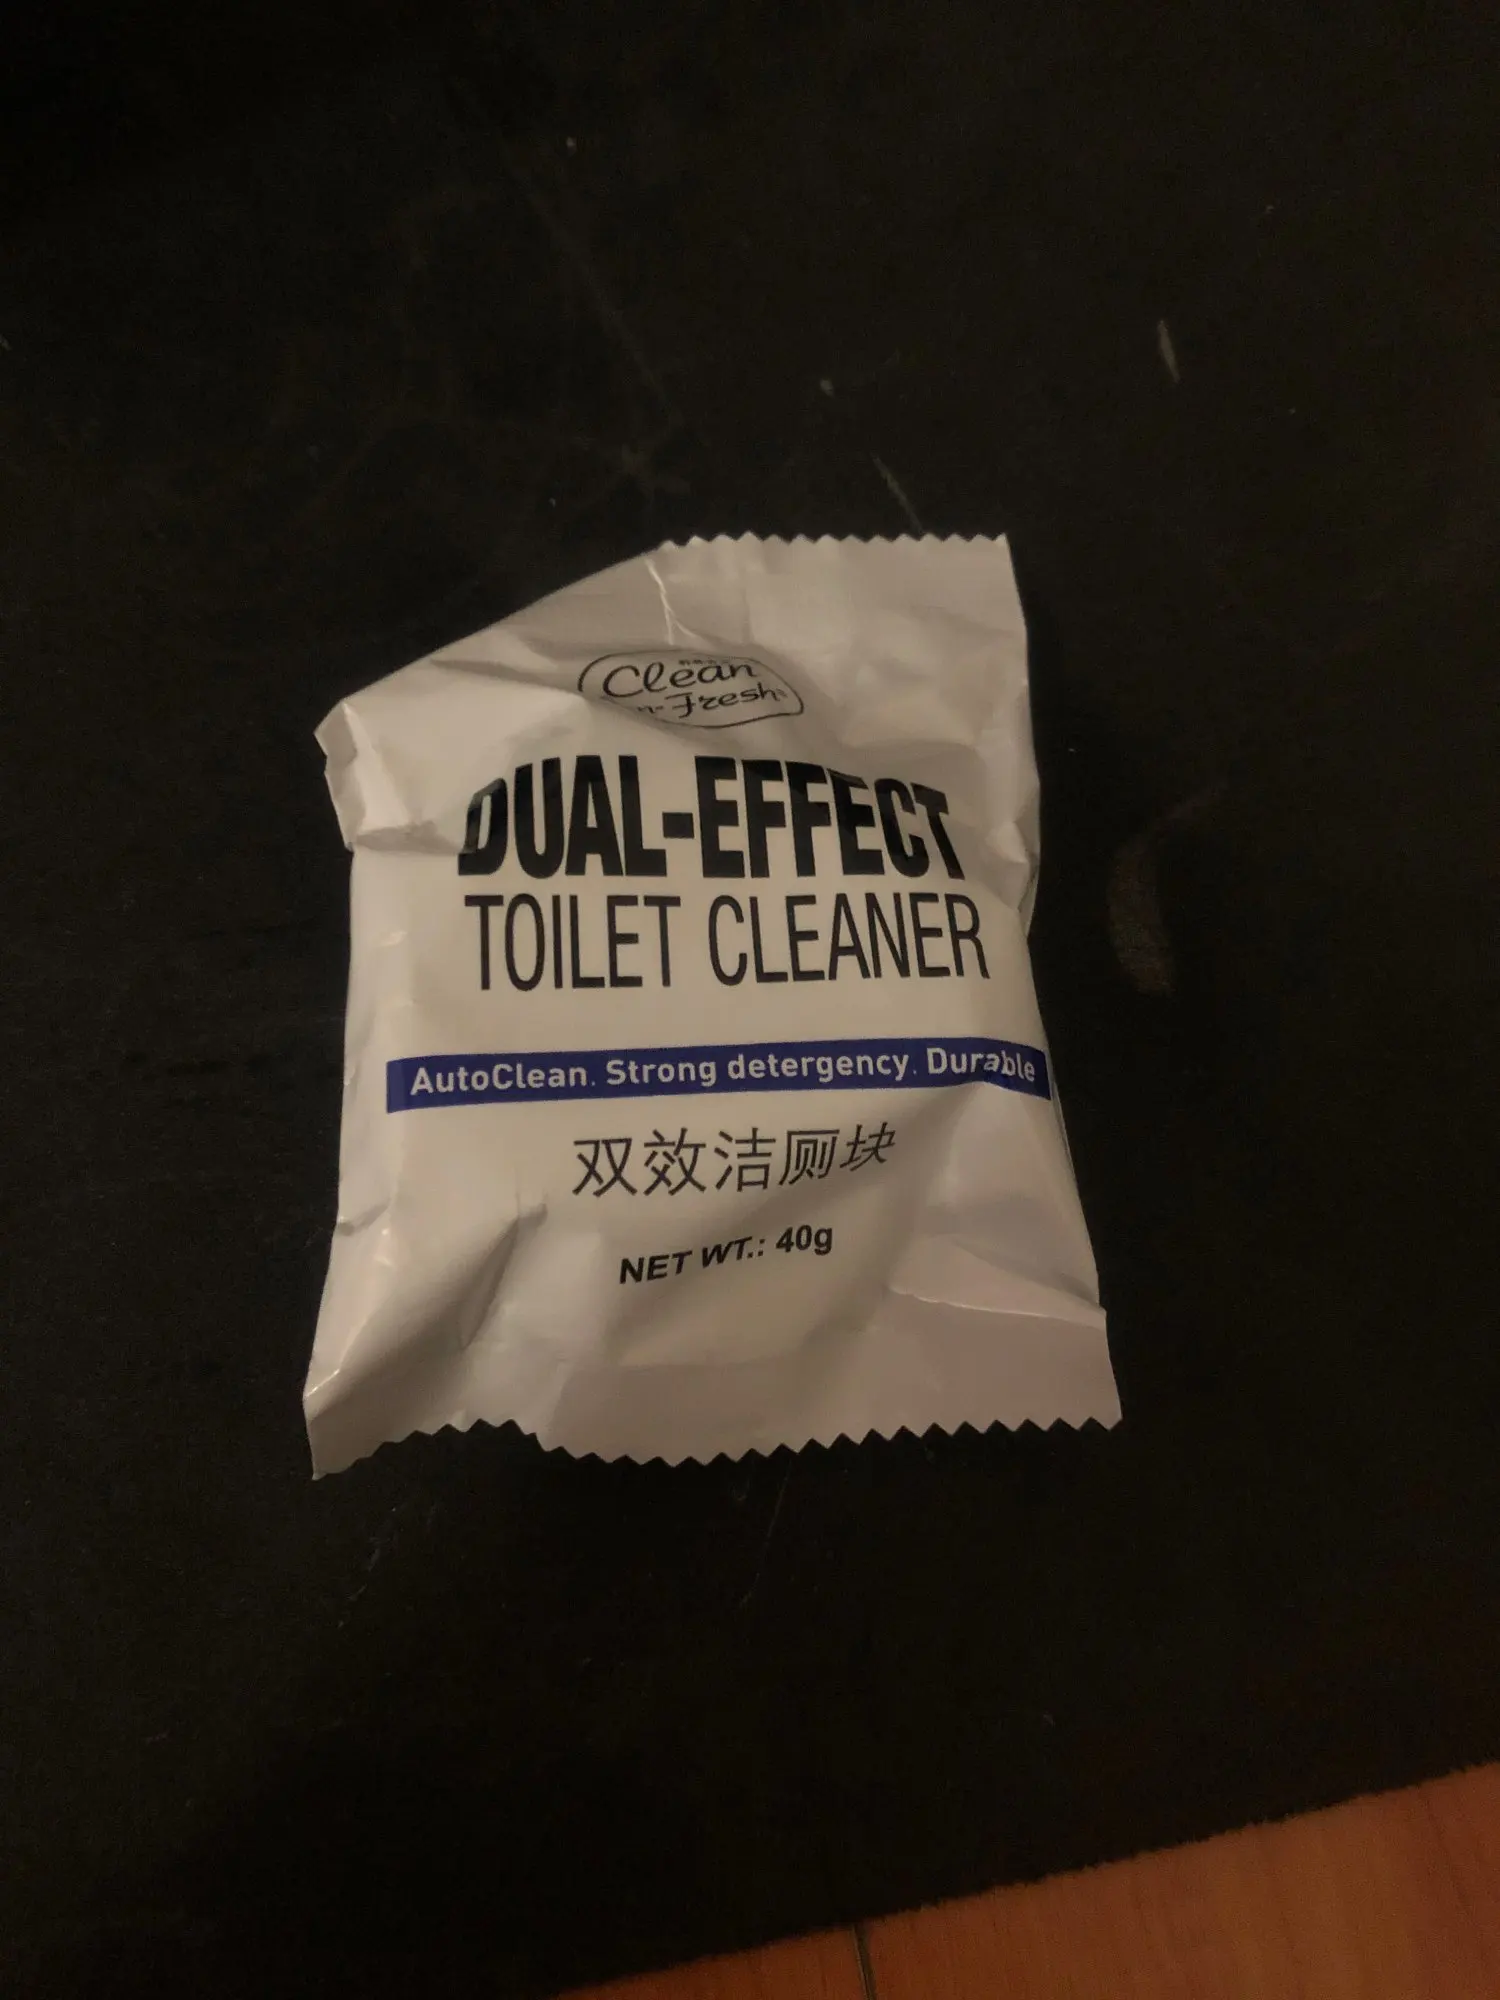 Clean
-n-Fresh
DUAL-EFFECT
TOILET CLEANER
AutoClean. Strong detergency. Durable
双效洁厕块
NET WT.: 40g